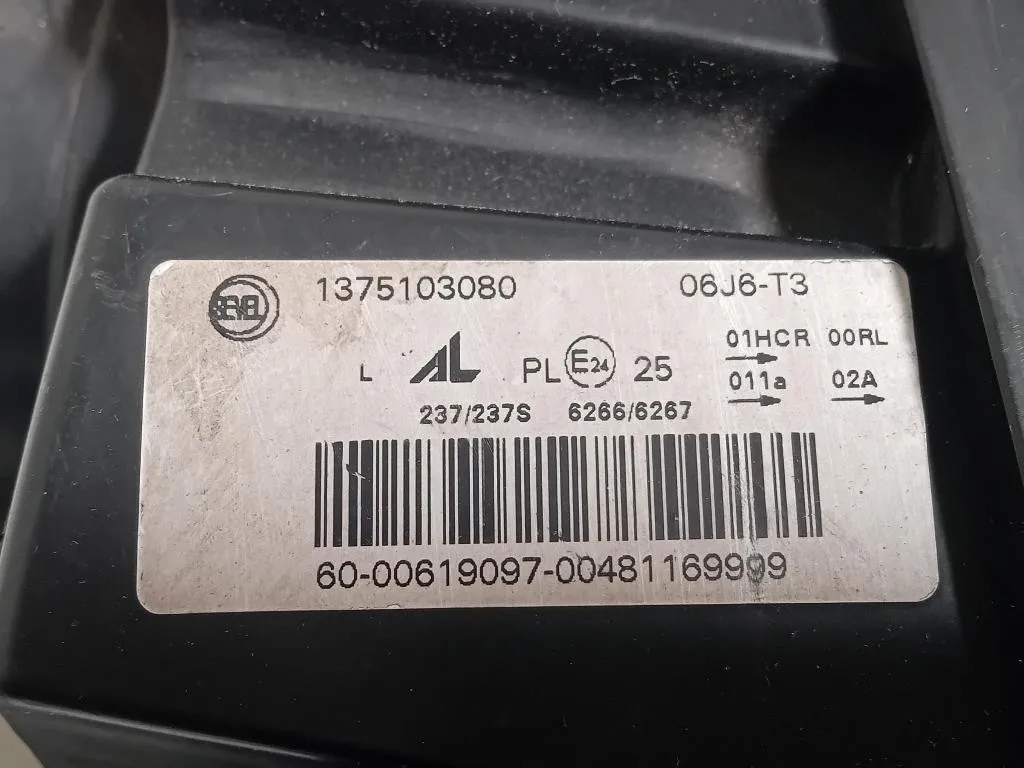 SEVEL 1375103080 06J6-T3
01HCR 00RL
L AL PL E24 25 011a 02A
237/237S 6266/6267
60-00619097-00481169999